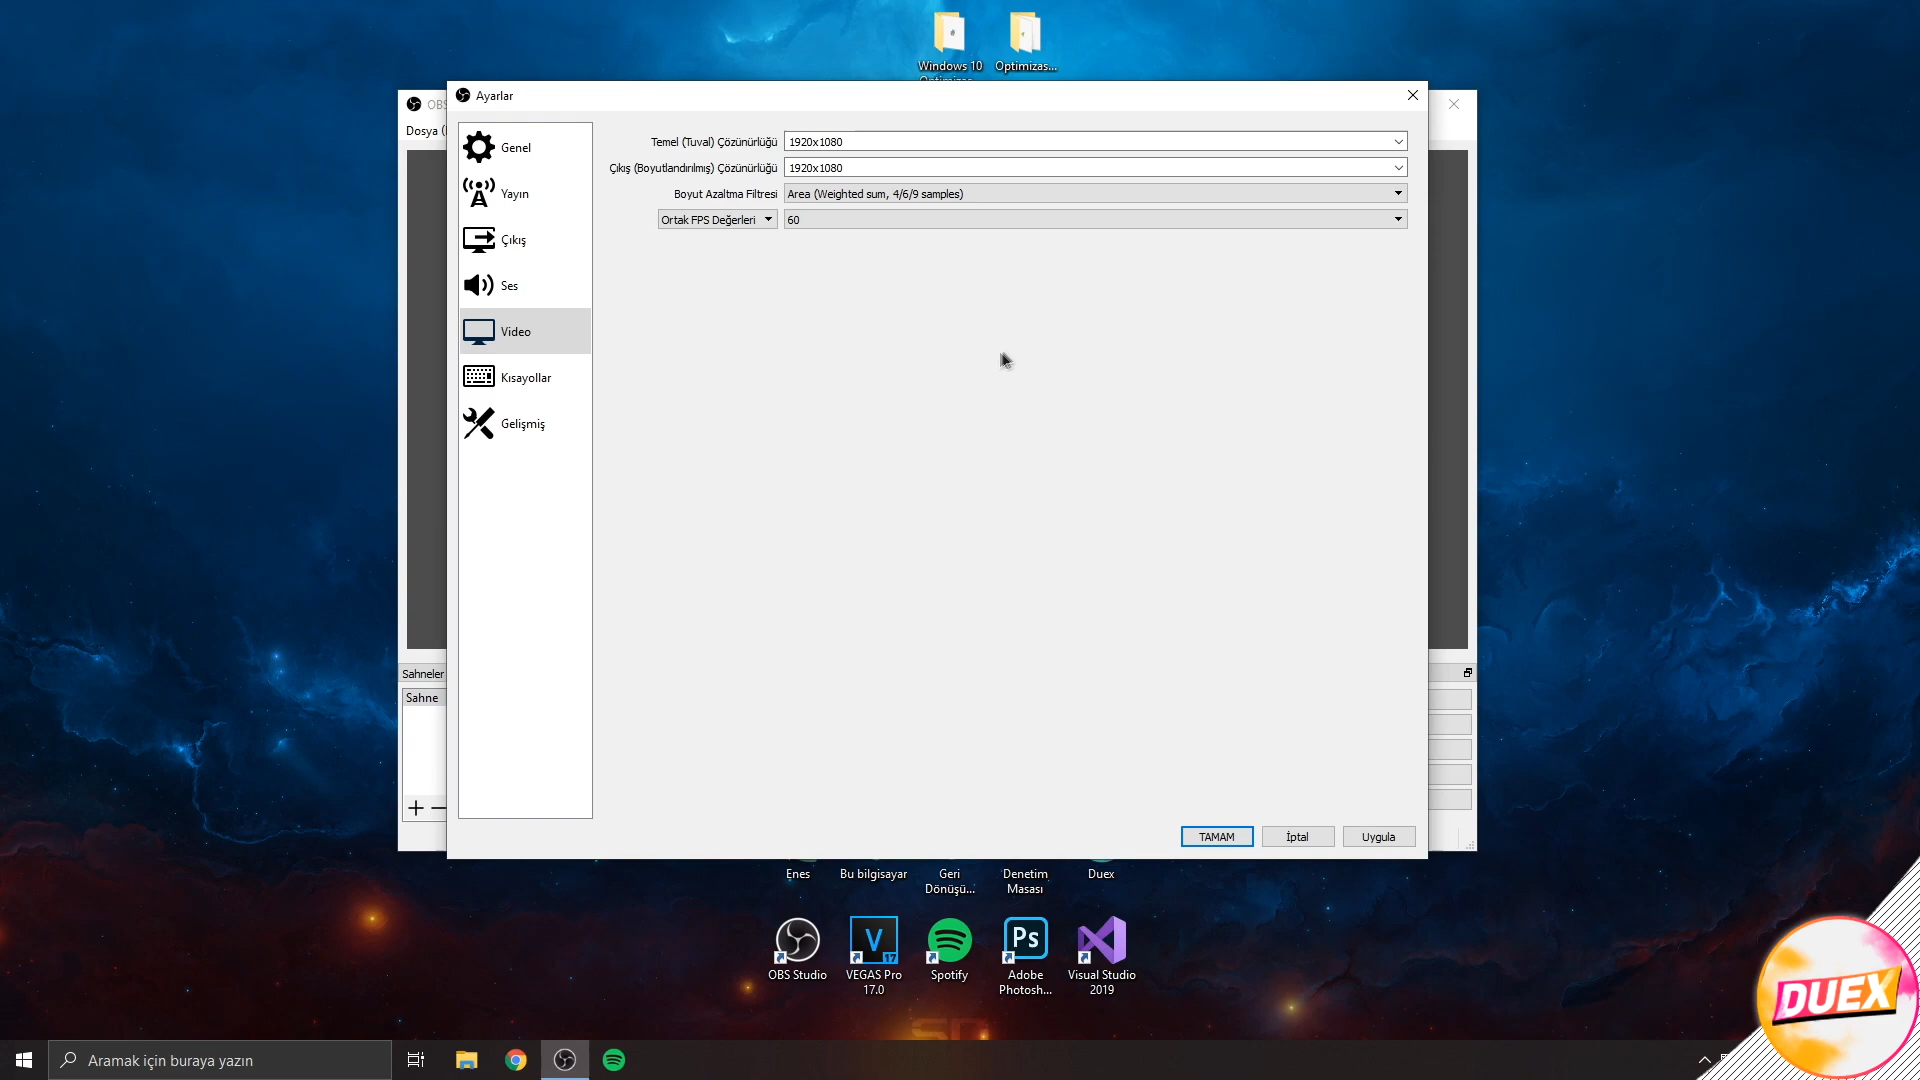 Windows 10
Optimizas...
Ayarlar
OBS
Dosya (
Genel
Yayın
Çıkış
Ses
Video
Kısayollar
Gelişmiş
Temel (Tuval) Çözünürlüğü
1920x1080
Çıkış (Boyutlandırılmış) Çözünürlüğü
1920x1080
Boyut Azaltma Filtresi
Area (Weighted sum, 4/6/9 samples)
Ortak FPS Değerleri
60
Sahneler
Sahne
TAMAM
İptal
Uygula
Enes
Bu bilgisayar
Geri
Dönüşü...
Denetim
Masası
Duex
OBS Studio
VEGAS Pro
17.0
Spotify
Adobe
Photosh...
Visual Studio
2019
V
17
Ps
DUEX
Aramak için buraya yazın